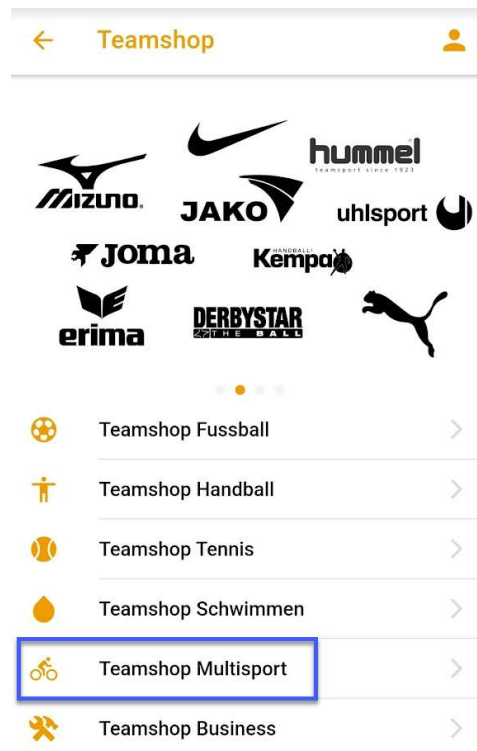 Teamshop
hummel
teamsport since 1923
MIZUNO.
JAKO
uhlsport
Joma
HANDBALL!
Kempa
erima
DERBYSTAR
THE BALL
Teamshop Fussball
Teamshop Handball
Teamshop Tennis
Teamshop Schwimmen
Teamshop Multisport
Teamshop Business